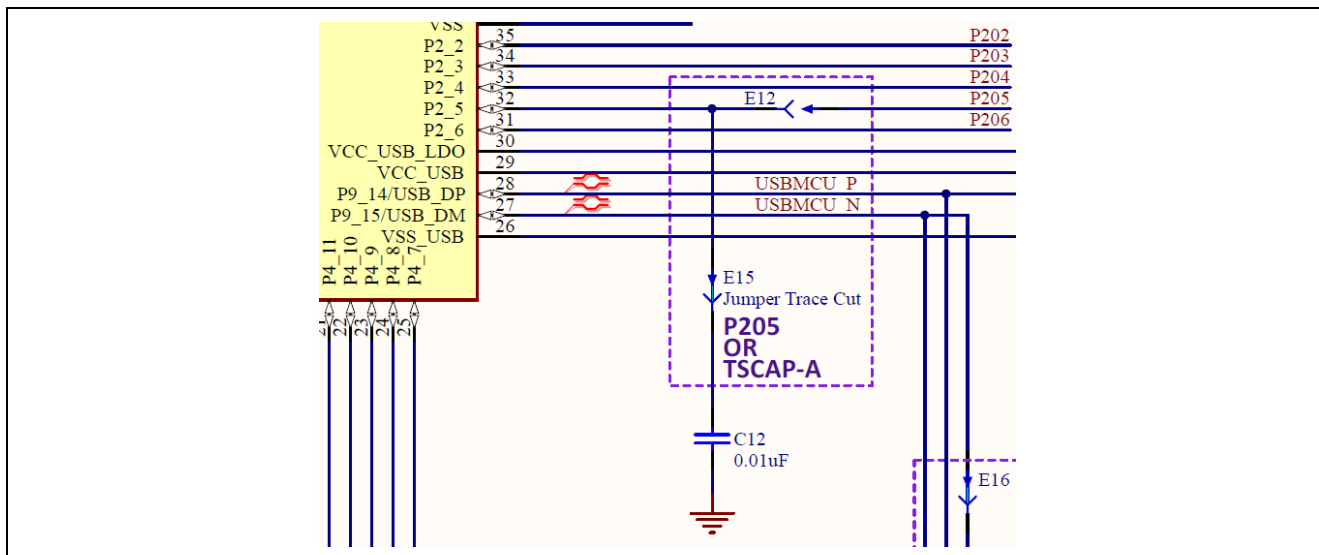 VSS
35
P2_2
P202
34
P2_3
P203
33
P2_4
P204
32
P2_5
E12
P205
31
P2_6
P206
30
VCC_USB_LDO
29
VCC_USB
28
P9_14/USB_DP
USBMCU_P
27
P9_15/USB_DM
USBMCU_N
26
VSS_USB
P4_11
P4_10
P4_9
P4_8
P4_7
21
22
23
24
25
E15
Jumper Trace Cut
P205
OR
TSCAP-A
C12
0.01uF
E16